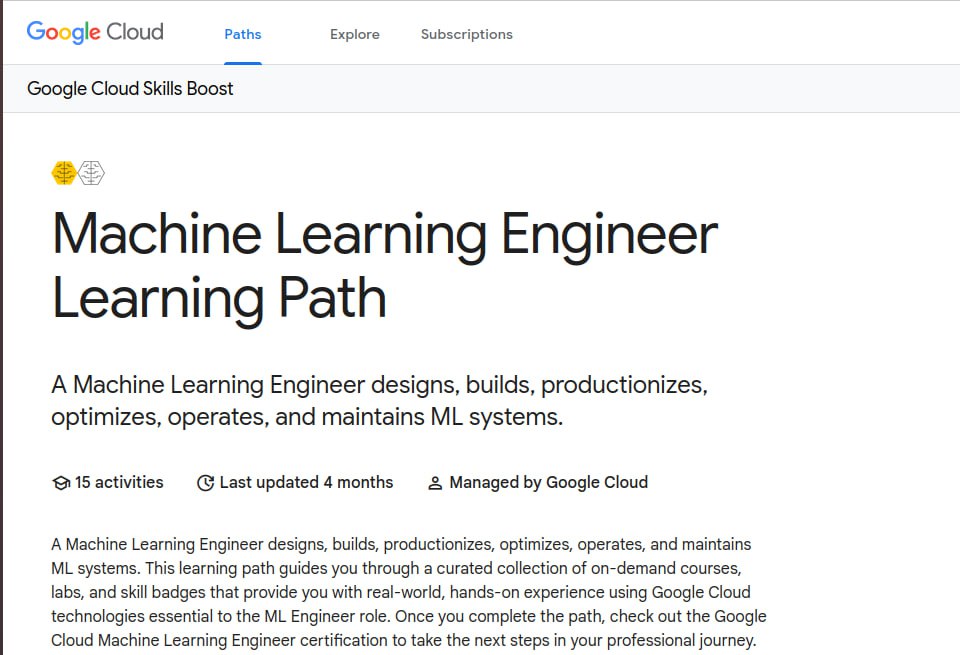 Google Cloud
Paths
Explore
Subscriptions
Google Cloud Skills Boost
Machine Learning Engineer
Learning Path
A Machine Learning Engineer designs, builds, productionizes,
optimizes, operates, and maintains ML systems.
15 activities
Last updated 4 months
Managed by Google Cloud
A Machine Learning Engineer designs, builds, productionizes, optimizes, operates, and maintains
ML systems. This learning path guides you through a curated collection of on-demand courses,
labs, and skill badges that provide you with real-world, hands-on experience using Google Cloud
technologies essential to the ML Engineer role. Once you complete the path, check out the Google
Cloud Machine Learning Engineer certification to take the next steps in your professional journey.